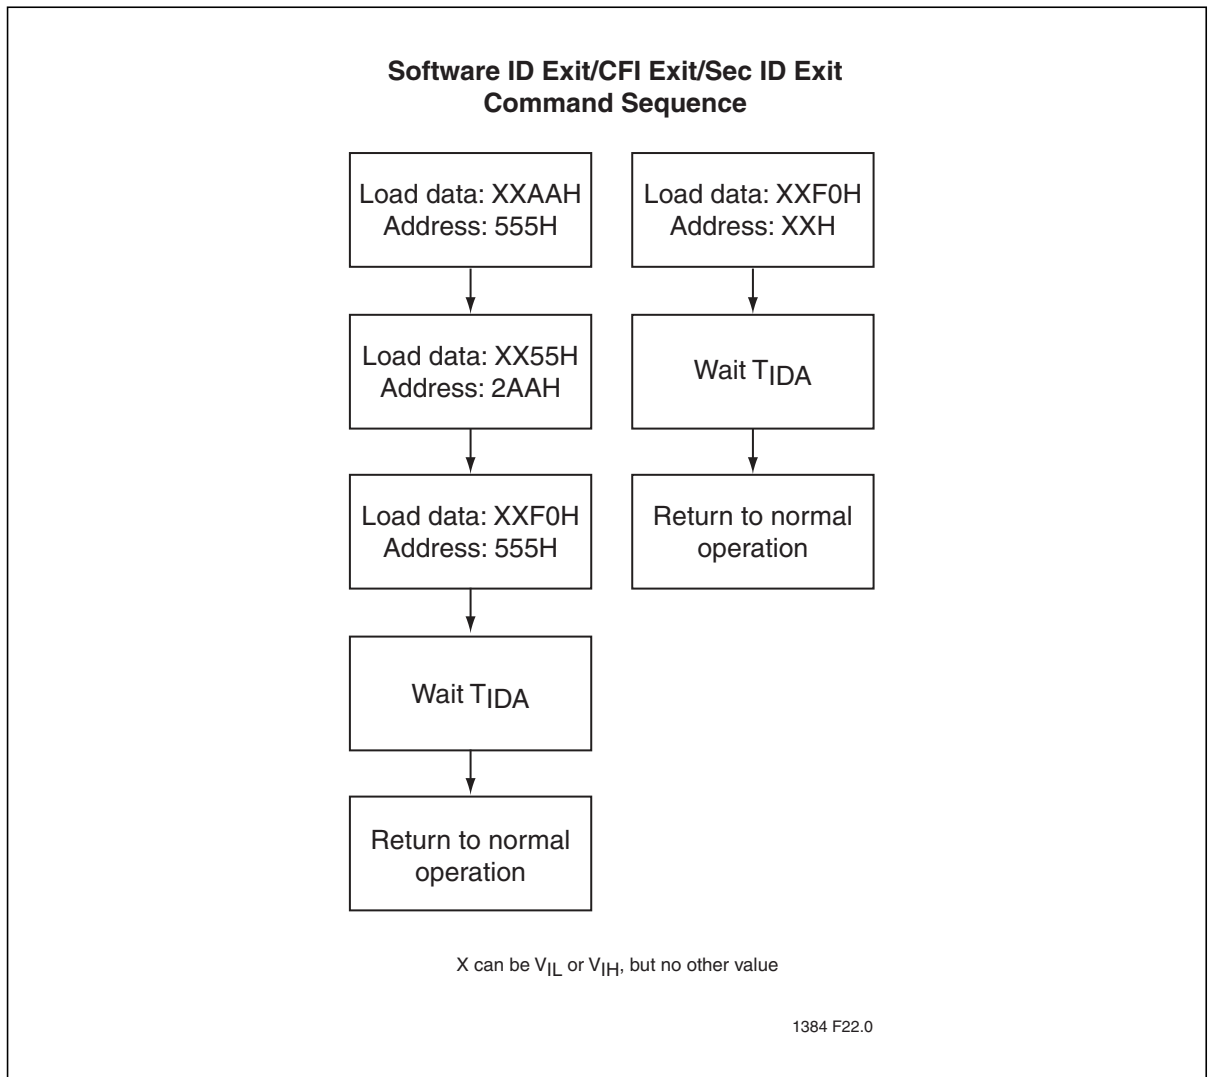 Software ID Exit/CFI Exit/Sec ID Exit
Command Sequence
Load data: XXAAH
Address: 555H
Load data: XX55H
Address: 2AAH
Load data: XXF0H
Address: 555H
Wait TIDA
Return to normal
operation
Load data: XXF0H
Address: XXH
Wait TIDA
Return to normal
operation
X can be VIL or VIH, but no other value
1384 F22.0